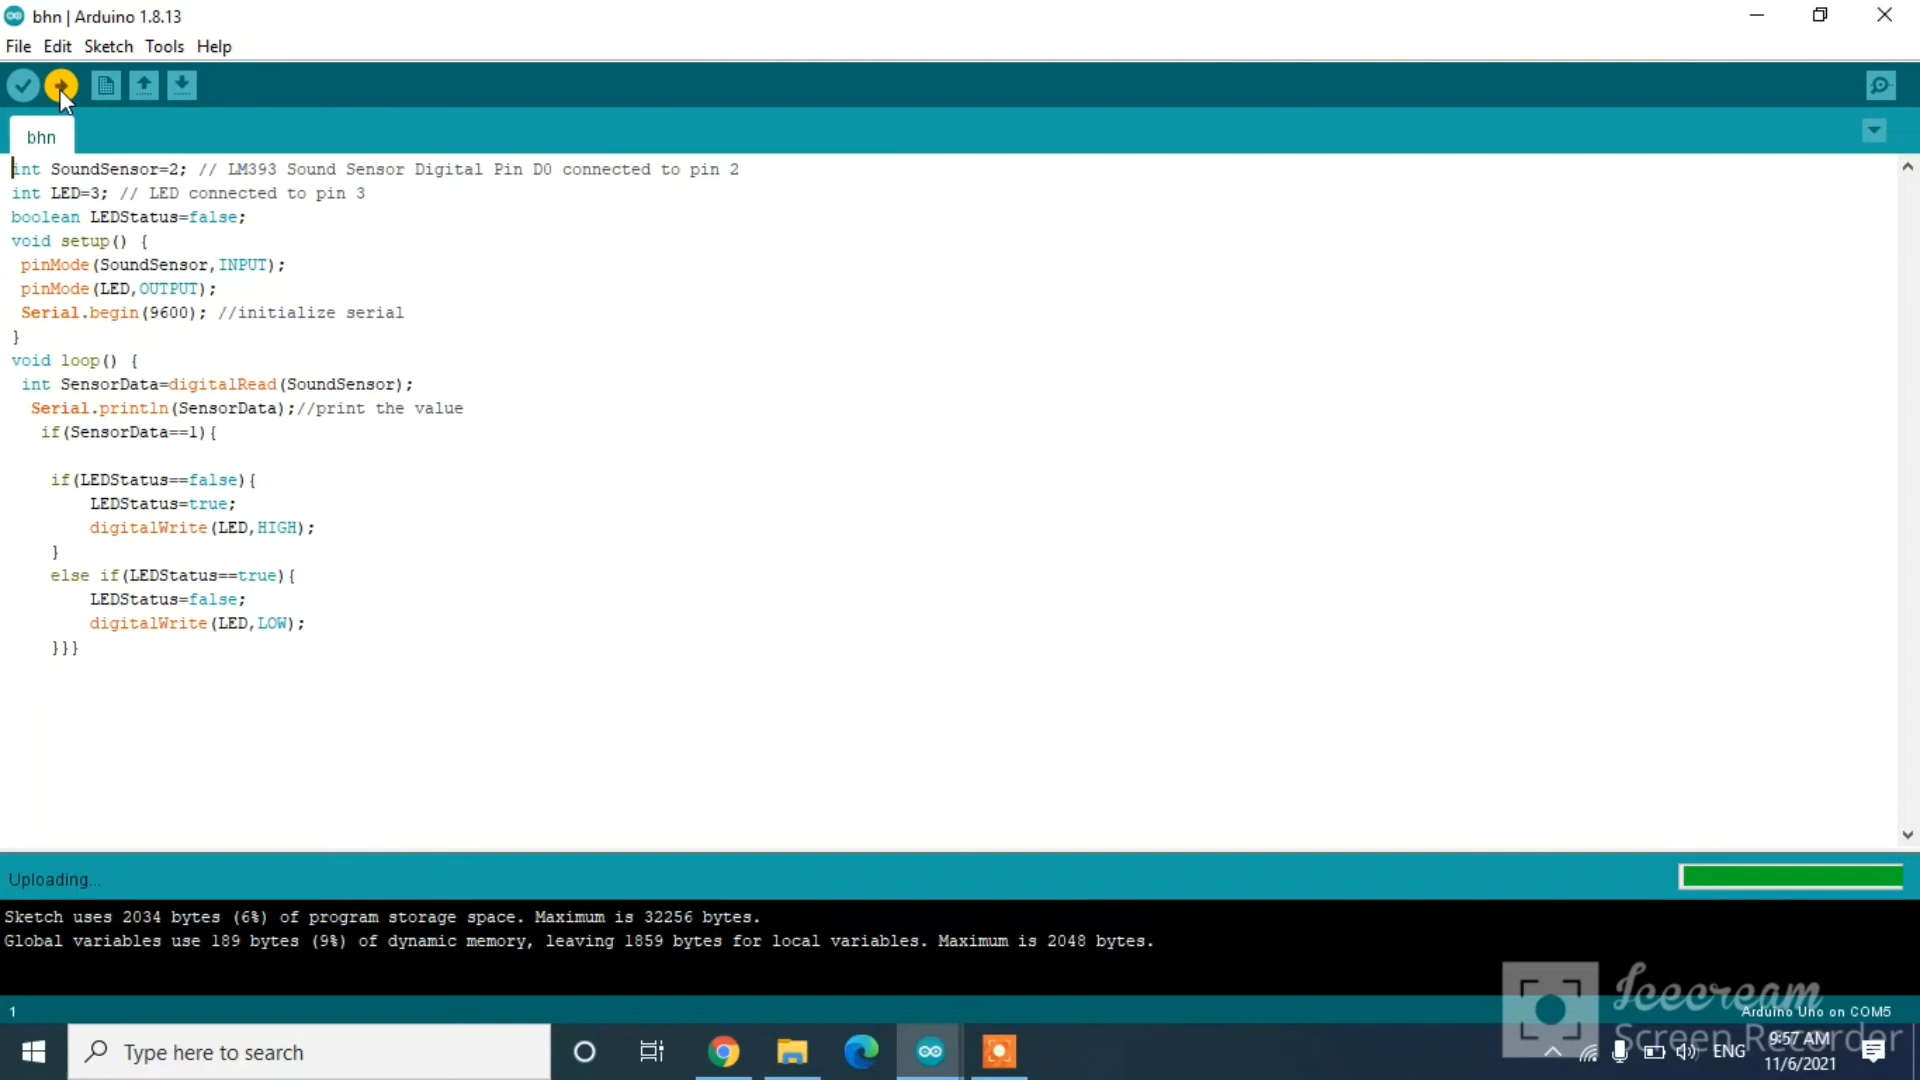 bhn | Arduino 1.8.13
File Edit Sketch Tools Help
bhn
int SoundSensor=2; // LM393 Sound Sensor Digital Pin D0 connected to pin 2
int LED=3; // LED connected to pin 3
boolean LEDStatus=false;
void setup() {
pinMode(SoundSensor,INPUT);
pinMode(LED,OUTPUT);
Serial.begin(9600); //initialize serial
}
void loop() {
int SensorData=digitalRead(SoundSensor);
Serial.println(SensorData);//print the value
if(SensorData==1){
if(LEDStatus==false){
LEDStatus=true;
digitalWrite(LED,HIGH);
}
else if(LEDStatus==true){
LEDStatus=false;
digitalWrite(LED,LOW);
}}}
Uploading...
Sketch uses 2034 bytes (6%) of program storage space. Maximum is 32256 bytes.
Global variables use 189 bytes (9%) of dynamic memory, leaving 1859 bytes for local variables. Maximum is 2048 bytes.
Icecream
Screen Recorder
1
Arduino Uno on COM5
Type here to search
ENG
9:57 AM
11/6/2021